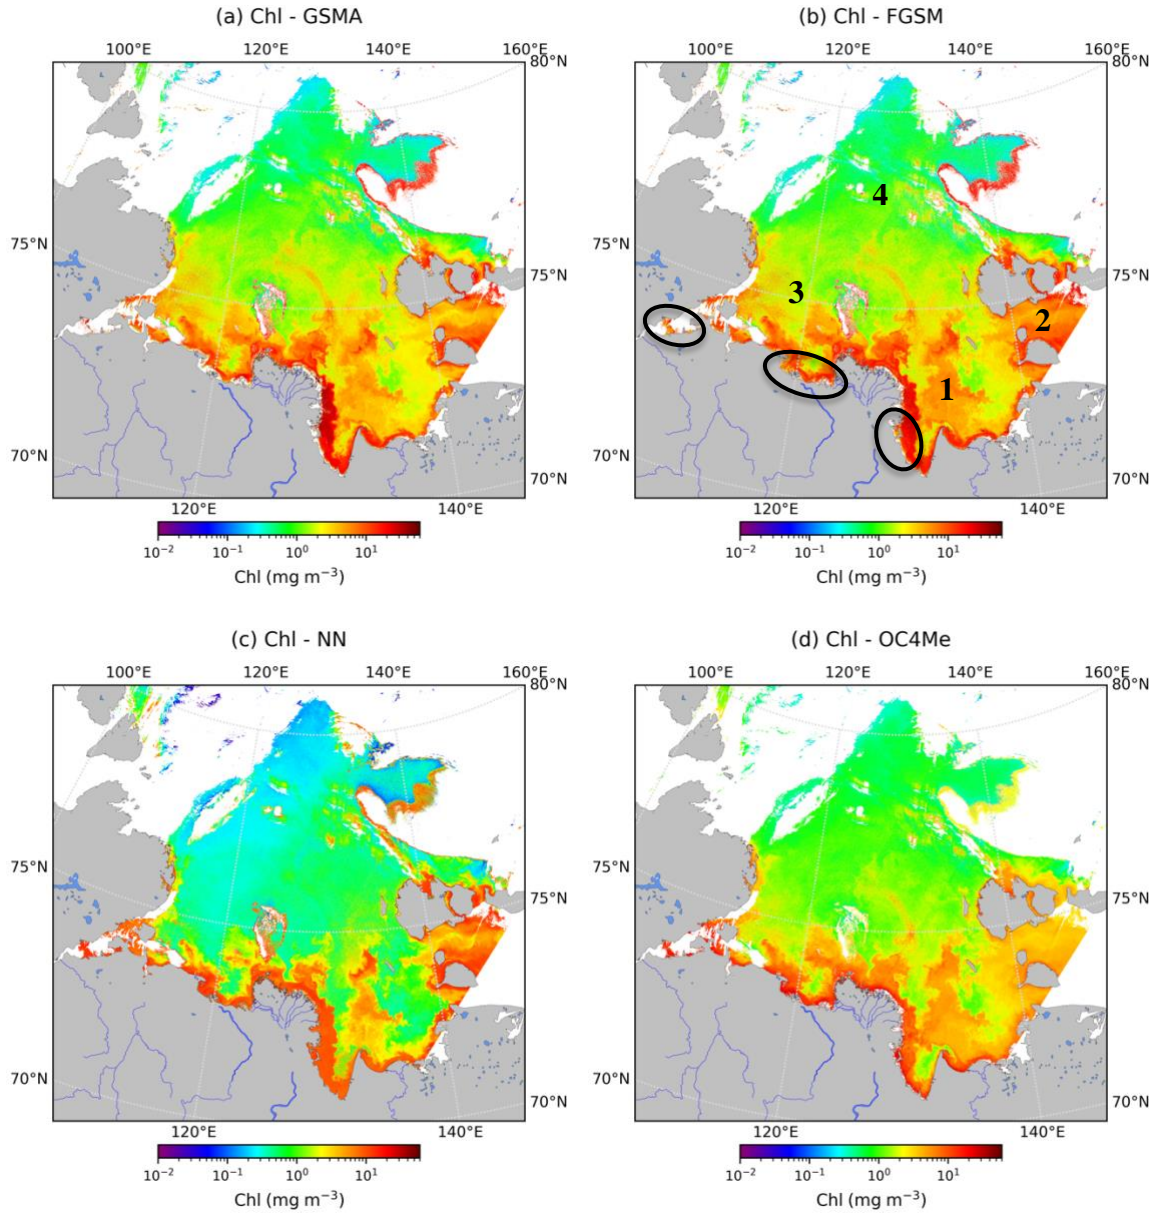 (a) Chl - GSMA
100°E 120°E 140°E 160°E
80°N
75°N
75°N
70°N
70°N
120°E 140°E
10⁻² 10⁻¹ 10⁰ 10¹
Chl (mg m⁻³)
(b) Chl - FGSM
100°E 120°E 140°E 160°E
80°N
4
75°N
75°N
3
2
1
70°N
70°N
120°E 140°E
10⁻² 10⁻¹ 10⁰ 10¹
Chl (mg m⁻³)
(c) Chl - NN
100°E 120°E 140°E 160°E
80°N
75°N
75°N
70°N
70°N
120°E 140°E
10⁻² 10⁻¹ 10⁰ 10¹
Chl (mg m⁻³)
(d) Chl - OC4Me
100°E 120°E 140°E 160°E
80°N
75°N
75°N
70°N
70°N
120°E 140°E
10⁻² 10⁻¹ 10⁰ 10¹
Chl (mg m⁻³)